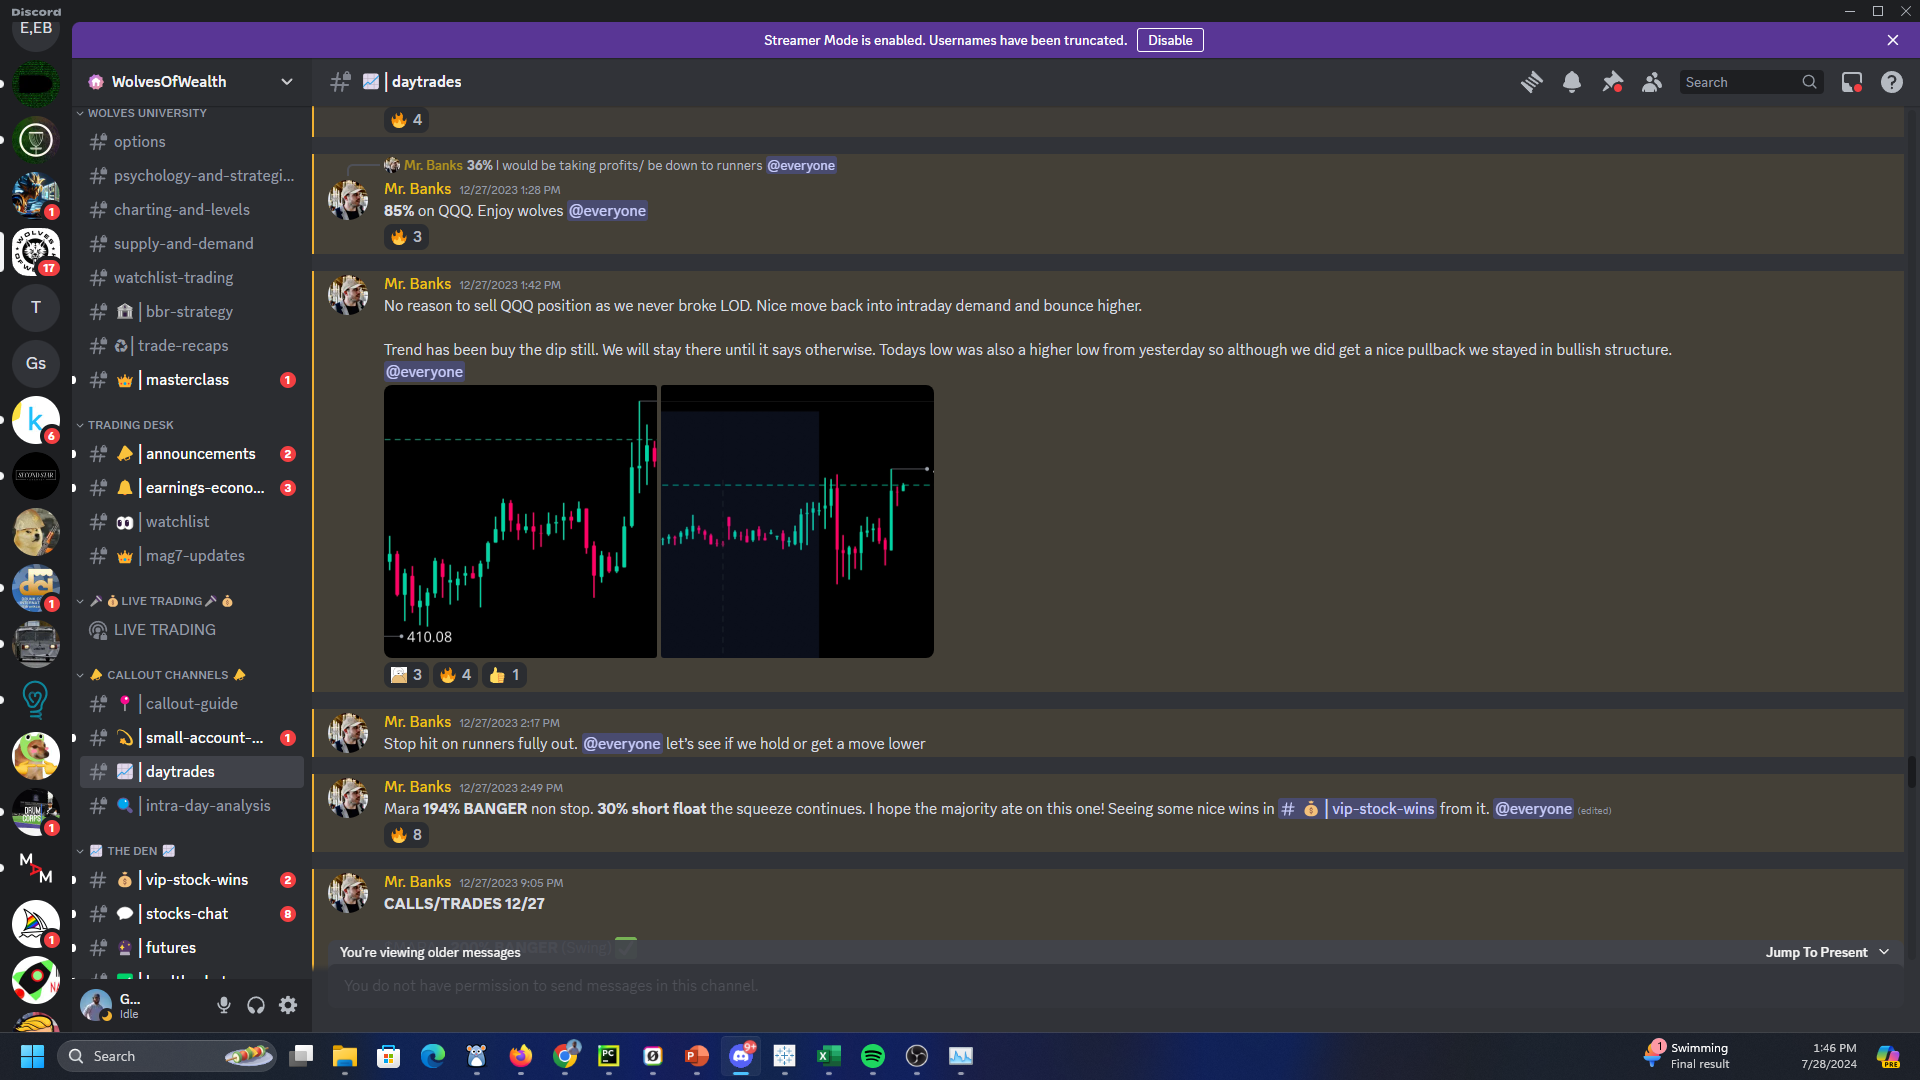 Discord
E,EB
Streamer Mode is enabled. Usernames have been truncated.
Disable
WolvesOfWealth
| daytrades
Search
WOLVES UNIVERSITY
options
psychology-and-strategi...
charting-and-levels
supply-and-demand
watchlist-trading
| bbr-strategy
| trade-recaps
| masterclass
1
TRADING DESK
| announcements
2
| earnings-econo...
3
| watchlist
| mag7-updates
LIVE TRADING
LIVE TRADING
CALLOUT CHANNELS
| callout-guide
| small-account-...
1
| daytrades
| intra-day-analysis
THE DEN
| vip-stock-wins
2
| stocks-chat
8
| futures
1
17
T
Gs
k
6
SECOND STAR
1
DRUM CORPS
1
M A M
1
G...
Idle
4
Mr. Banks 36% I would be taking profits/ be down to runners @everyone
Mr. Banks 12/27/2023 1:28 PM
85% on QQQ. Enjoy wolves @everyone
3
Mr. Banks 12/27/2023 1:42 PM
No reason to sell QQQ position as we never broke LOD. Nice move back into intraday demand and bounce higher.
Trend has been buy the dip still. We will stay there until it says otherwise. Todays low was also a higher low from yesterday so although we did get a nice pullback we stayed in bullish structure.
@everyone
410.08
3 4 1
Mr. Banks 12/27/2023 2:17 PM
Stop hit on runners fully out. @everyone let's see if we hold or get a move lower
Mr. Banks 12/27/2023 2:49 PM
Mara 194% BANGER non stop. 30% short float the squeeze continues. I hope the majority ate on this one! Seeing some nice wins in # | vip-stock-wins from it. @everyone (edited)
8
Mr. Banks 12/27/2023 9:05 PM
CALLS/TRADES 12/27
You're viewing older messages
Jump To Present
You do not have permission to send messages in this channel.
Search
PC
9+
1
Swimming
Final result
1:46 PM
7/28/2024
PRE